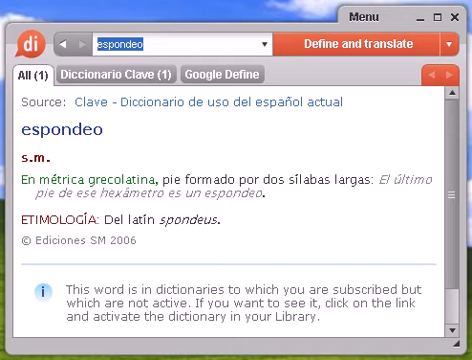 Menu
di
espondeo
Define and translate
All (1)
Diccionario Clave (1)
Google Define
Source: Clave - Diccionario de uso del español actual
espondeo
s.m.
En métrica grecolatina, pie formado por dos sílabas largas: El último
pie de ese hexámetro es un espondeo.
ETIMOLOGÍA: Del latín spondeus.
© Ediciones SM 2006
i
This word is in dictionaries to which you are subscribed but
which are not active. If you want to see it, click on the link
and activate the dictionary in your Library.